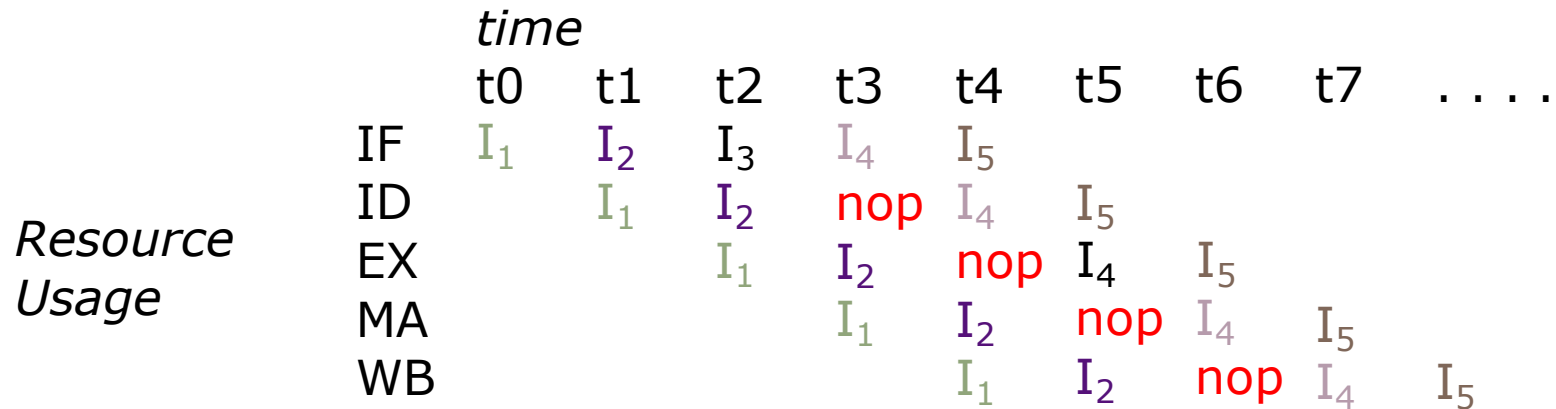 time
t0 t1 t2 t3 t4 t5 t6 t7 . . . .
IF I₁ I₂ I₃ I₄ I₅
ID I₁ I₂ nop I₄ I₅
Resource
Usage
EX I₁ I₂ nop I₄ I₅
MA I₁ I₂ nop I₄ I₅
WB I₁ I₂ nop I₄ I₅